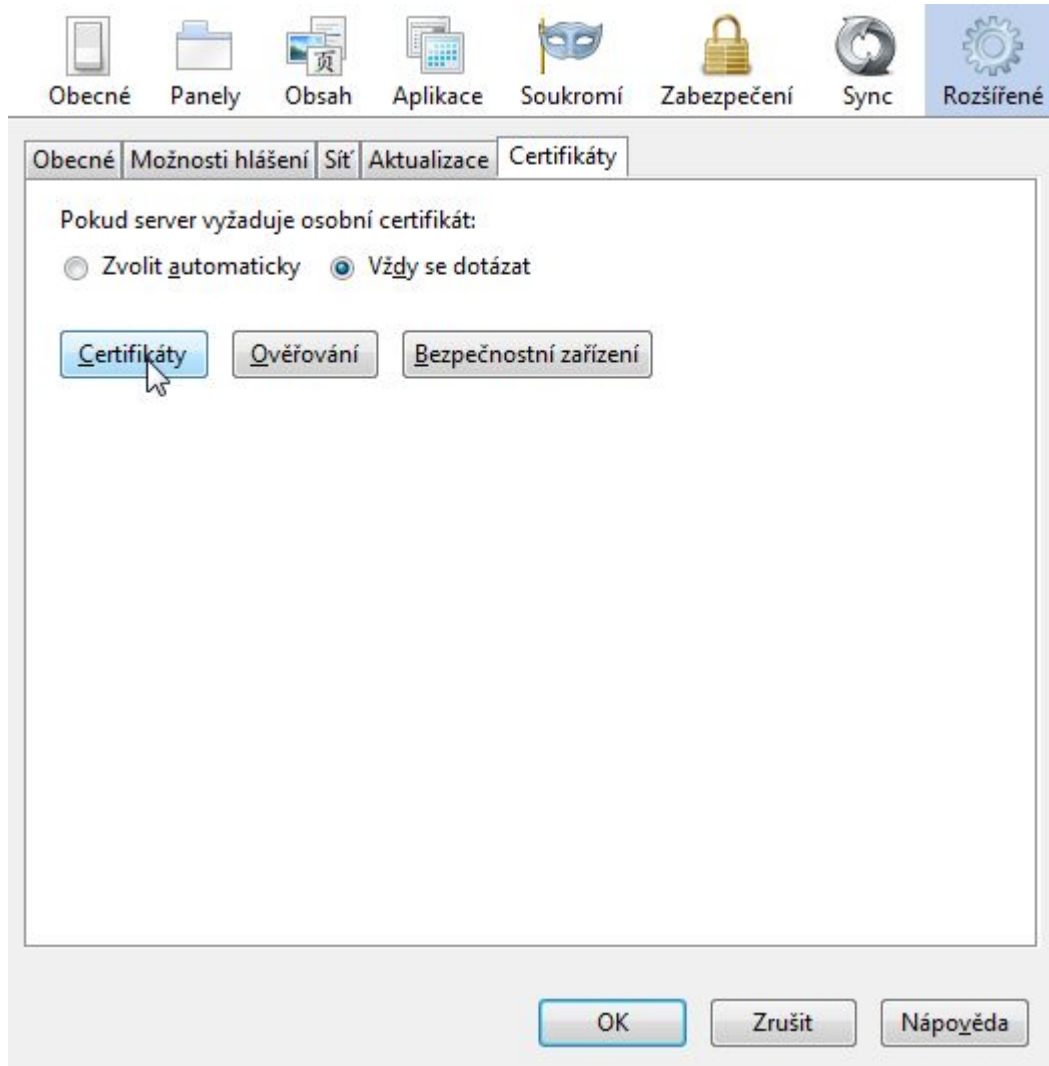 Obecné Panely Obsah Aplikace Soukromí Zabezpečení Sync Rozšířené
Obecné Možnosti hlášení Síť Aktualizace Certifikáty
Pokud server vyžaduje osobní certifikát:
Zvolit automaticky Vždy se dotázat
Certifikáty Ověřování Bezpečnostní zařízení
OK Zrušit Nápověda